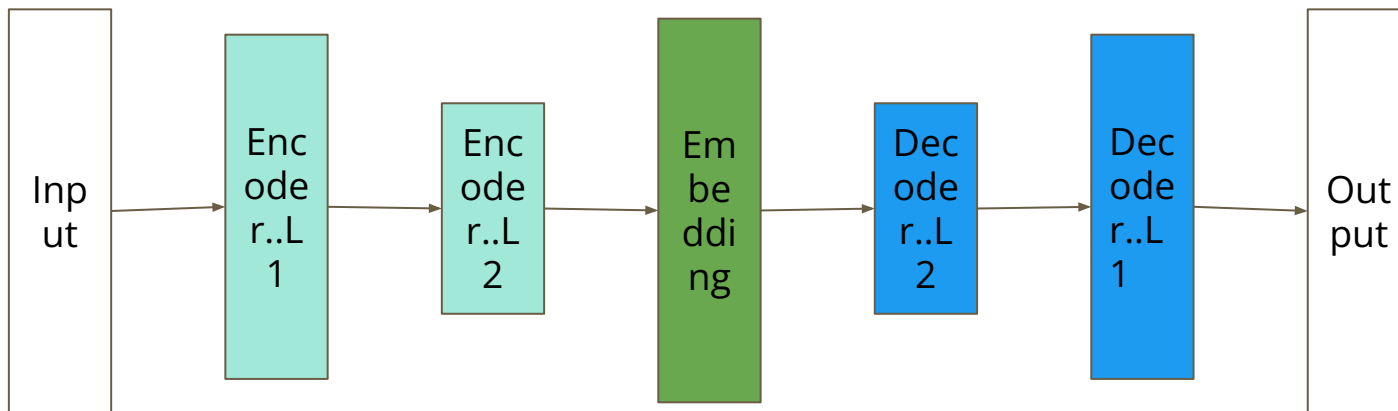 Inp
ut
Enc
ode
r..L
1
Enc
ode
r..L
2
Em
be
ddi
ng
Dec
ode
r..L
2
Dec
ode
r..L
1
Out
put